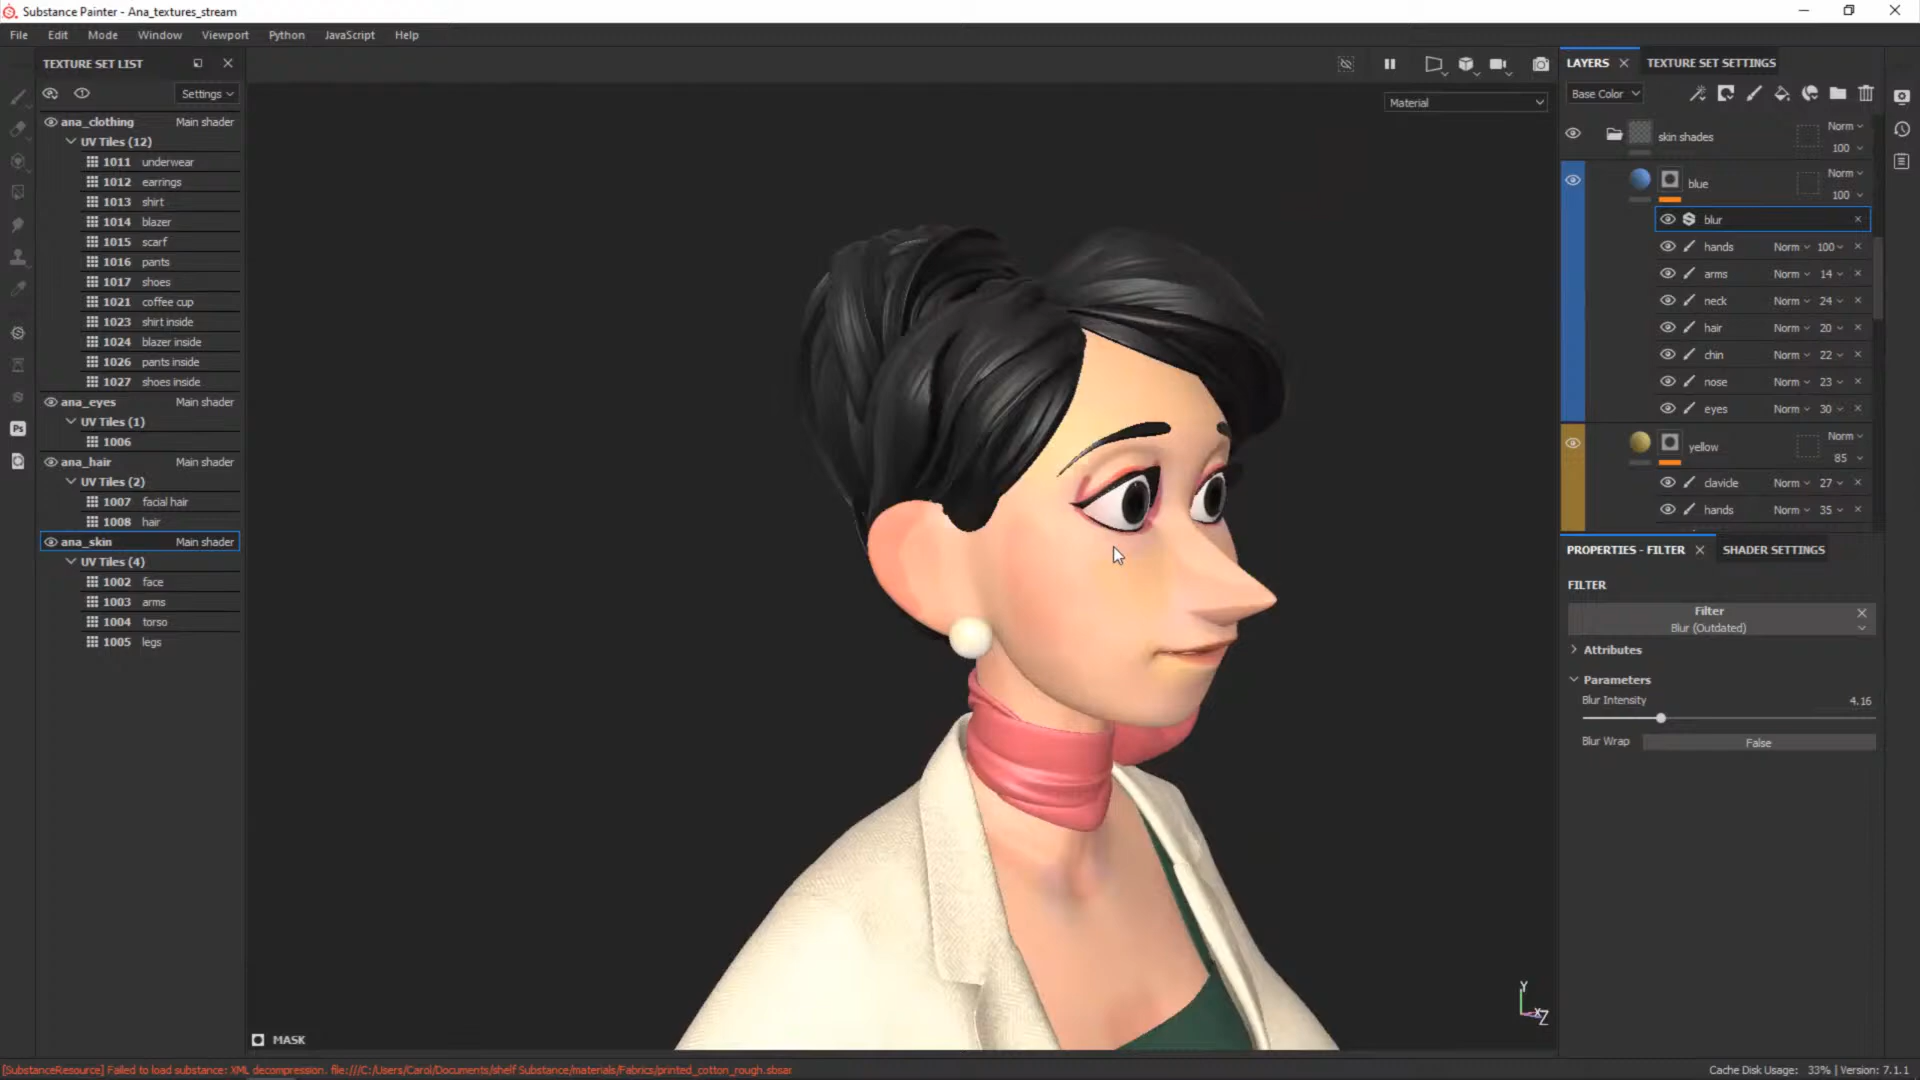 Substance Painter - Ana_textures_stream
File Edit Mode Window Viewport Python JavaScript Help
TEXTURE SET LIST
Settings
ana_clothing Main shader
UV Tiles (12)
1011 underwear
1012 earrings
1013 shirt
1014 blazer
1015 scarf
1016 pants
1017 shoes
1021 coffee cup
1023 shirt inside
1024 blazer inside
1026 pants inside
1027 shoes inside
ana_eyes Main shader
UV Tiles (1)
1006
ana_hair Main shader
UV Tiles (2)
1007 facial hair
1008 hair
ana_skin Main shader
UV Tiles (4)
1002 face
1003 arms
1004 torso
1005 legs
Ps
Material
Y
X
Z
MASK
LAYERS TEXTURE SET SETTINGS
Base Color
skin shades Norm
100
blue Norm
100
blur
hands Norm 100
arms Norm 14
neck Norm 24
hair Norm 20
chin Norm 22
nose Norm 23
eyes Norm 30
yellow Norm
85
clavicle Norm 27
hands Norm 35
PROPERTIES - FILTER SHADER SETTINGS
FILTER
Filter
Blur (Outdated)
Attributes
Parameters
Blur Intensity 4.16
Blur Wrap False
[SubstanceResource] Failed to load substance: XML decompression. file:///C:/Users/Carol/Documents/shelf Substance/materials/Fabrics/printed_cotton_rough.sbsar
Cache Disk Usage: 33% | Version: 7.1.1